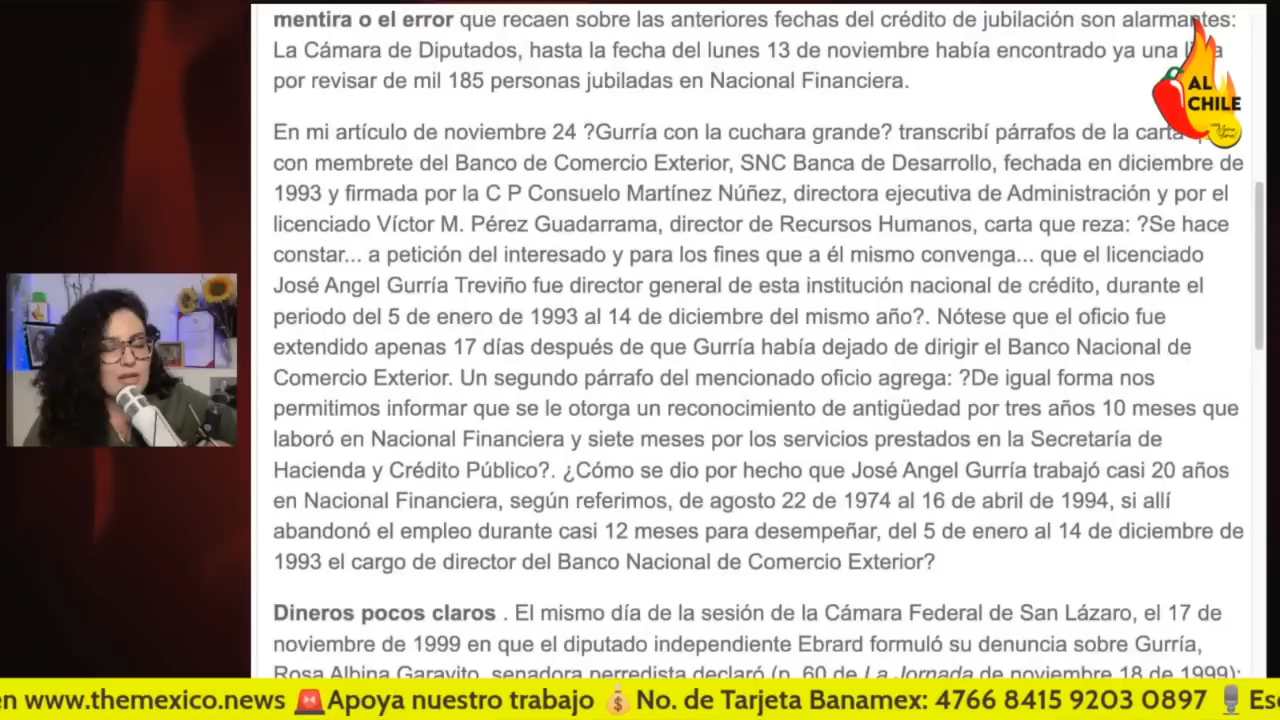 mentira o el error que recaen sobre las anteriores fechas del crédito de jubilación son alarmantes:
La Cámara de Diputados, hasta la fecha del lunes 13 de noviembre había encontrado ya una
por revisar de mil 185 personas jubiladas en Nacional Financiera.
AL
CHILE
En mi artículo de noviembre 24 ?Gurría con la cuchara grande? transcribí párrafos de la carta
con membrete del Banco de Comercio Exterior, SNC Banca de Desarrollo, fechada en diciembre de
1993 y firmada por la C P Consuelo Martínez Núñez, directora ejecutiva de Administración y por el
licenciado Víctor M. Pérez Guadarrama, director de Recursos Humanos, carta que reza: ?Se hace
constar... a petición del interesado y para los fines que a él mismo convenga... que el licenciado
José Angel Gurría Treviño fue director general de esta institución nacional de crédito, durante el
periodo del 5 de enero de 1993 al 14 de diciembre del mismo año?. Nótese que el oficio fue
extendido apenas 17 días después de que Gurría había dejado de dirigir el Banco Nacional de
Comercio Exterior. Un segundo párrafo del mencionado oficio agrega: ?De igual forma nos
permitimos informar que se le otorga un reconocimiento de antigüedad por tres años 10 meses que
laboró en Nacional Financiera y siete meses por los servicios prestados en la Secretaría de
Hacienda y Crédito Público?. ¿Cómo se dio por hecho que José Angel Gurría trabajó casi 20 años
en Nacional Financiera, según referimos, de agosto 22 de 1974 al 16 de abril de 1994, si allí
abandonó el empleo durante casi 12 meses para desempeñar, del 5 de enero al 14 de diciembre de
1993 el cargo de director del Banco Nacional de Comercio Exterior?
Dineros pocos claros . El mismo día de la sesión de la Cámara Federal de San Lázaro, el 17 de
noviembre de 1999 en que el diputado independiente Ebrard formuló su denuncia sobre Gurría,
Rosa Albina Garavito, senadora perredista declaró (p. 60 de La Jornada de noviembre 18 de 1999):
en www.themexico.news 🚨Apoya nuestro trabajo 💰 No. de Tarjeta Banamex: 4766 8415 9203 0897 🎙️ Esc